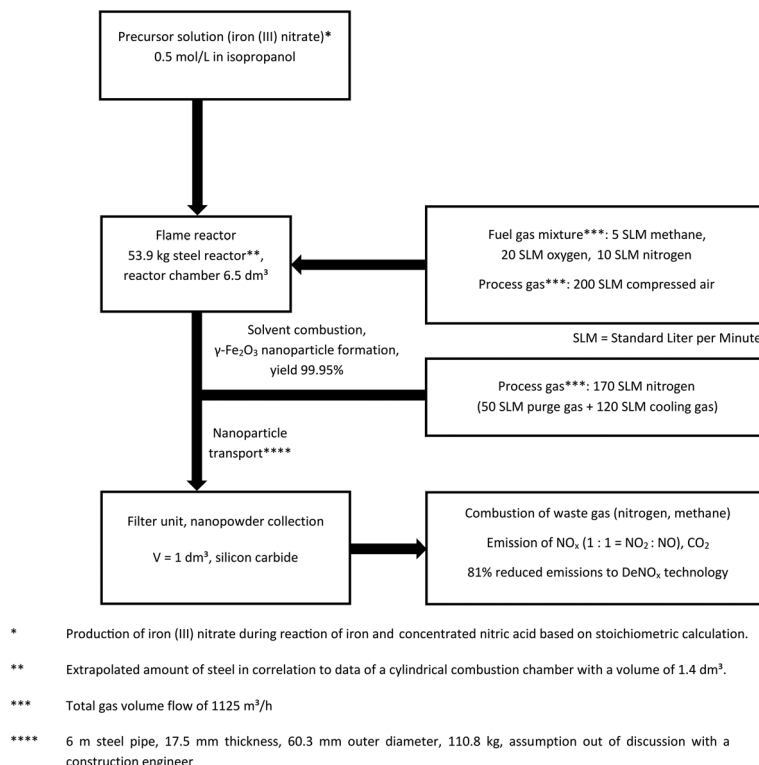 Precursor solution (iron (III) nitrate)*
0.5 mol/L in isopropanol
Flame reactor
53.9 kg steel reactor**,
reactor chamber 6.5 dm³
Fuel gas mixture***: 5 SLM methane,
20 SLM oxygen, 10 SLM nitrogen
Process gas***: 200 SLM compressed air
SLM = Standard Liter per Minute
Solvent combustion,
γ-Fe₂O₃ nanoparticle formation,
yield 99.95%
Process gas***: 170 SLM nitrogen
(50 SLM purge gas + 120 SLM cooling gas)
Nanoparticle
transport****
Filter unit, nanopowder collection
V = 1 dm³, silicon carbide
Combustion of waste gas (nitrogen, methane)
Emission of NOₓ (1 : 1 = NO₂ : NO), CO₂
81% reduced emissions to DeNOₓ technology
* Production of iron (III) nitrate during reaction of iron and concentrated nitric acid based on stoichiometric calculation.
** Extrapolated amount of steel in correlation to data of a cylindrical combustion chamber with a volume of 1.4 dm³.
*** Total gas volume flow of 1125 m³/h
**** 6 m steel pipe, 17.5 mm thickness, 60.3 mm outer diameter, 110.8 kg, assumption out of discussion with a
construction engineer